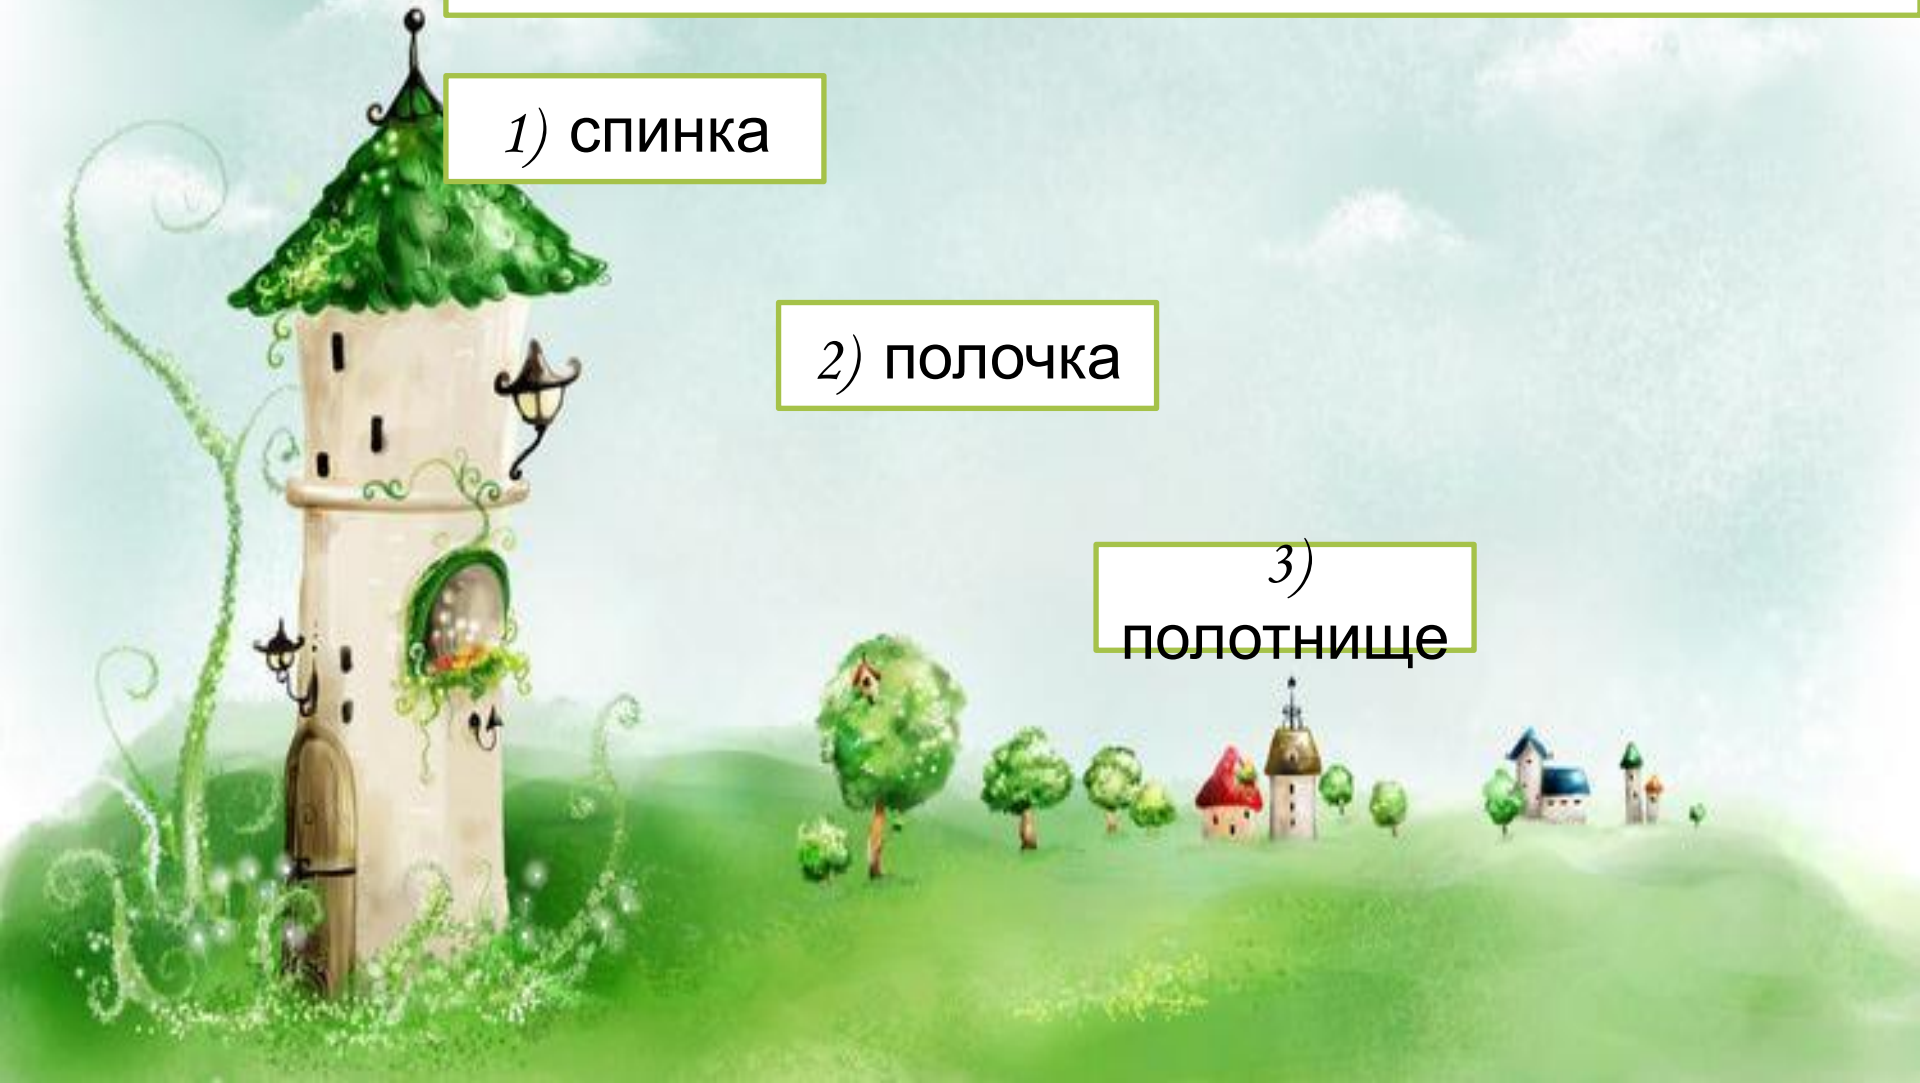 1) спинка
2) полочка
3)
полотнище